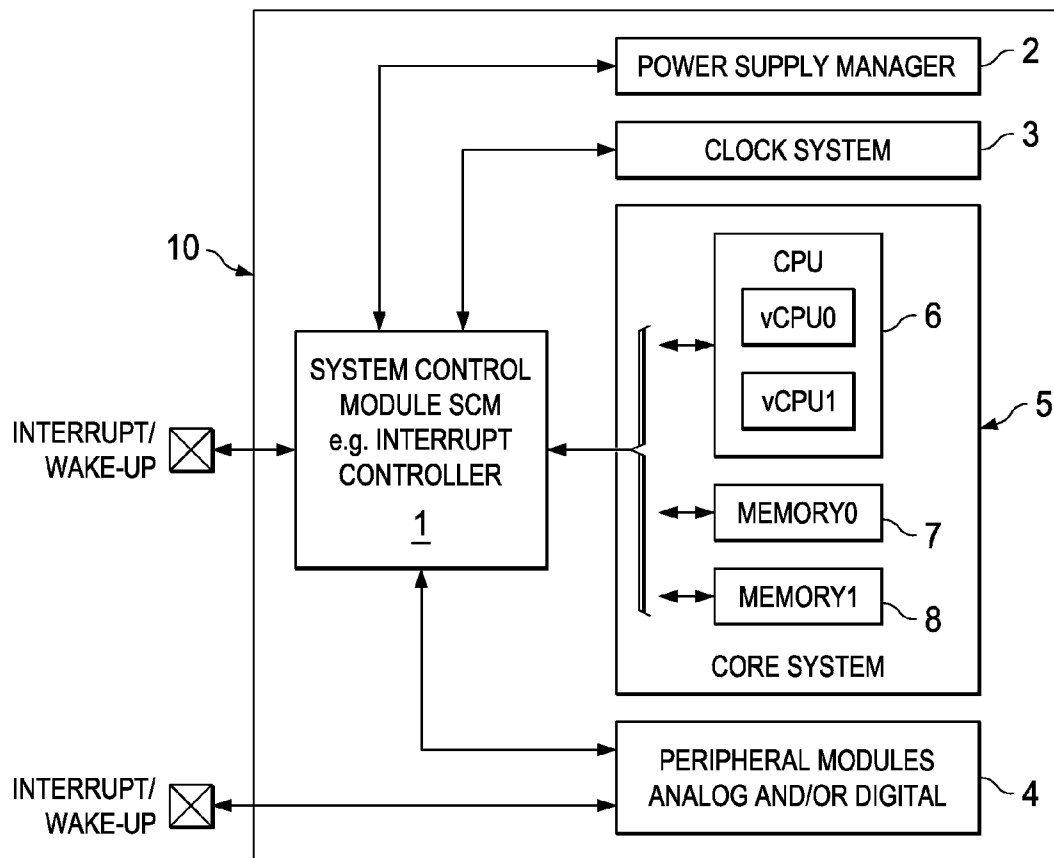 POWER SUPPLY MANAGER
2
CLOCK SYSTEM
3
10
CPU
vCPU0
vCPU1
6
5
SYSTEM CONTROL
MODULE SCM
e.g. INTERRUPT
CONTROLLER
1
INTERRUPT/
WAKE-UP
MEMORY0
7
MEMORY1
8
CORE SYSTEM
PERIPHERAL MODULES
ANALOG AND/OR DIGITAL
4
INTERRUPT/
WAKE-UP